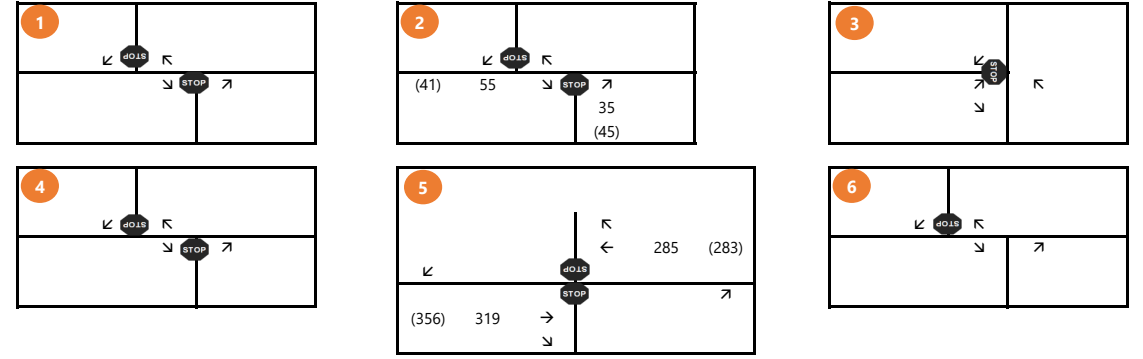 1
STOP
↙ ↖
↘ STOP ↗
2
STOP
↙ ↖
(41) 55 ↘ STOP ↗
35
(45)
3
↙
STOP
↗ ↖
↘
4
↙ STOP ↖
↘ STOP ↗
5
↖
← 285 (283)
↙ STOP
STOP ↗
(356) 319 →
↘
6
↙ STOP ↖
↘ ↗